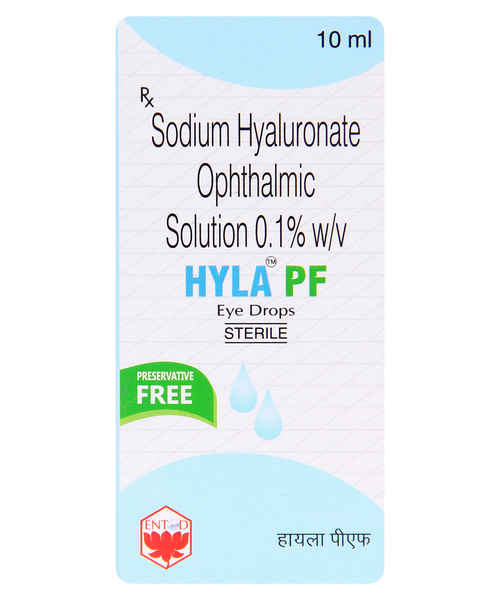 10 ml
Rx
Sodium Hyaluronate
Ophthalmic
Solution 0.1% w/v
HYLA™ PF
Eye Drops
STERILE
PRESERVATIVE
FREE
ENTOD
हायला पीएफ